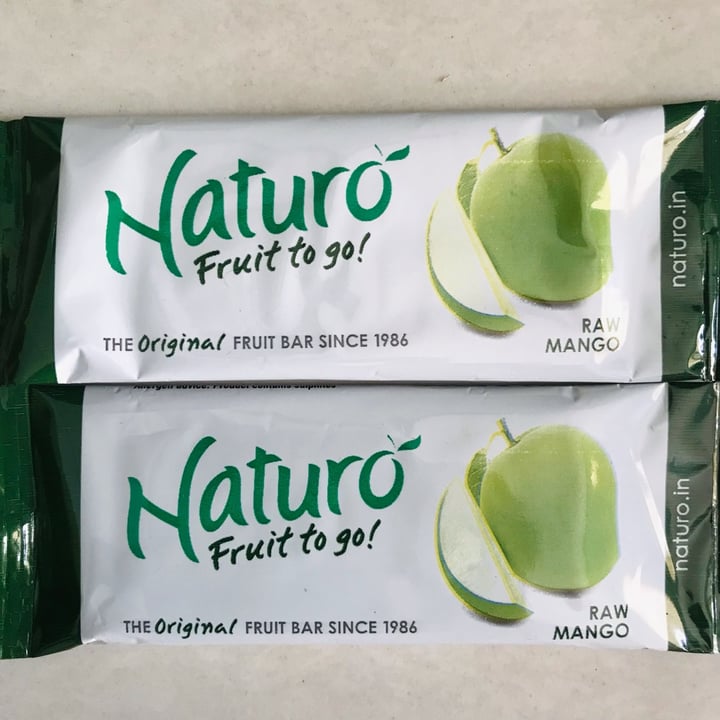 Naturo
Fruit to go!
THE Original FRUIT BAR SINCE 1986
RAW
MANGO
naturo.in
Allergen advice: Product contains sulphites
Naturo
Fruit to go!
THE Original FRUIT BAR SINCE 1986
RAW
MANGO
naturo.in